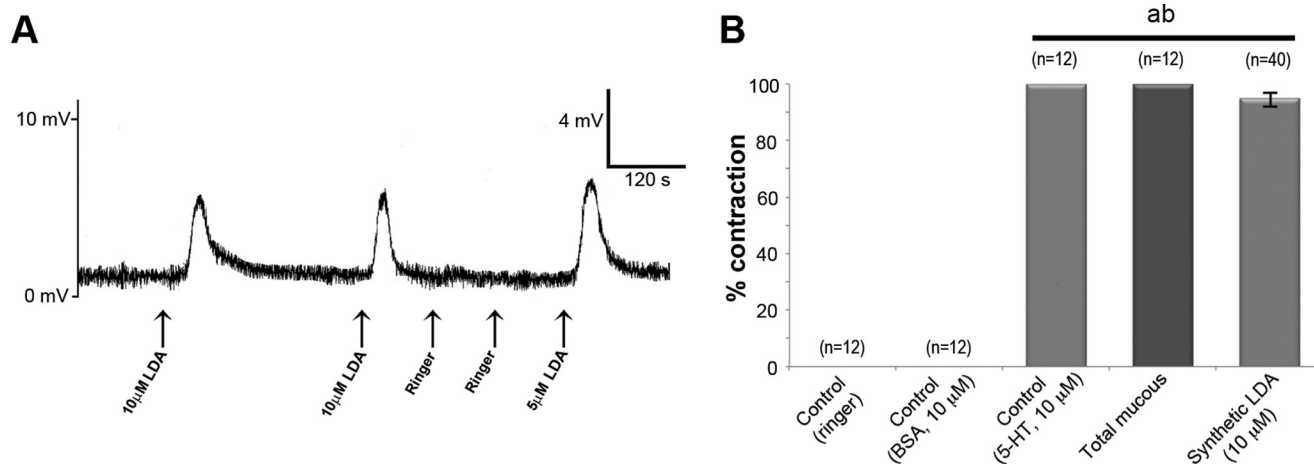 A
10 mV
0 mV
4 mV
120 s
10μM LDA
10μM LDA
Ringer
Ringer
5μM LDA
B
ab
(n=12)
(n=12)
(n=40)
% contraction
100
80
60
40
20
0
(n=12)
(n=12)
Control
(ringer)
Control
(BSA, 10 μM)
Control
(5-HT, 10 μM)
Total mucous
Synthetic LDA
(10 μM)